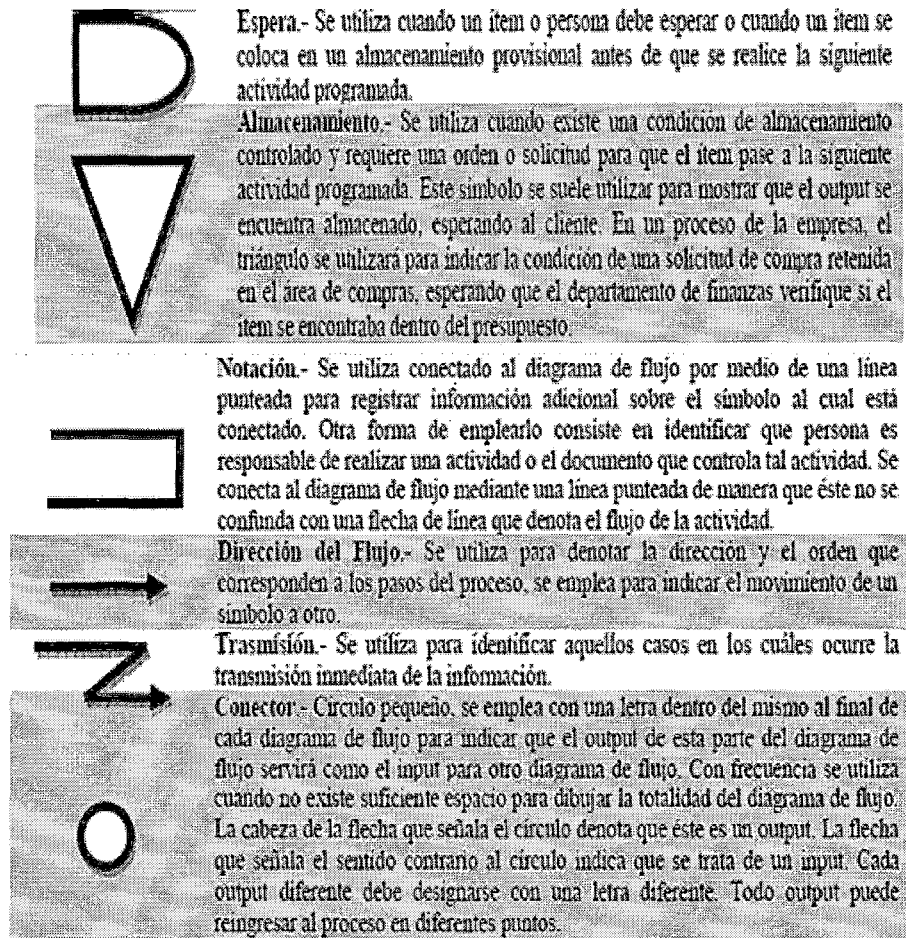 Espera.- Se utiliza cuando un ítem o persona debe esperar o cuando un ítem se
coloca en un almacenamiento provisional antes de que se realice la siguiente
actividad programada.
Almacenamiento.- Se utiliza cuando existe una condición de almacenamiento
controlado y requiere una orden o solicitud para que el ítem pase a la siguiente
actividad programada. Este símbolo se suele utilizar para mostrar que el output se
encuentra almacenado, esperando al cliente. En un proceso de la empresa, el
triángulo se utilizará para indicar la condición de una solicitud de compra retenida
en el área de compras, esperando que el departamento de finanzas verifique si el
ítem se encontraba dentro del presupuesto.
Notación.- Se utiliza conectado al diagrama de flujo por medio de una línea
punteada para registrar información adicional sobre el símbolo al cual está
conectado. Otra forma de emplearlo consiste en identificar que persona es
responsable de realizar una actividad o el documento que controla tal actividad. Se
conecta al diagrama de flujo mediante una línea punteada de manera que éste no se
confunda con una flecha de línea que denota el flujo de la actividad.
Dirección del Flujo.- Se utiliza para denotar la dirección y el orden que
corresponden a los pasos del proceso, se emplea para indicar el movimiento de un
símbolo a otro.
Trasmisión.- Se utiliza para identificar aquellos casos en los cuáles ocurre la
transmisión inmediata de la información.
Conector.- Círculo pequeño, se emplea con una letra dentro del mismo al final de
cada diagrama de flujo para indicar que el output de esta parte del diagrama de
flujo servirá como el input para otro diagrama de flujo. Con frecuencia se utiliza
cuando no existe suficiente espacio para dibujar la totalidad del diagrama de flujo.
La cabeza de la flecha que señala el círculo denota que éste es un output. La flecha
que señala el sentido contrario al círculo indica que se trata de un input. Cada
output diferente debe designarse con una letra diferente. Todo output puede
reingresar al proceso en diferentes puntos.